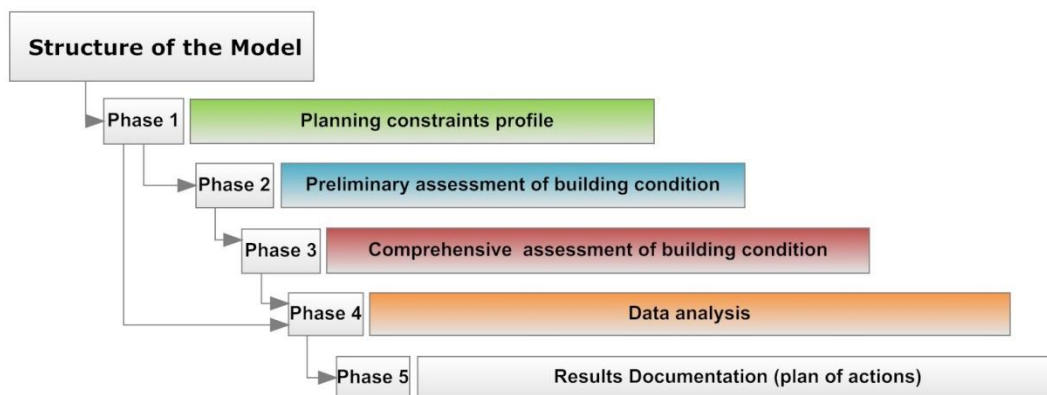 Structure of the Model
Phase 1
Planning constraints profile
Phase 2
Preliminary assessment of building condition
Phase 3
Comprehensive assessment of building condition
Phase 4
Data analysis
Phase 5
Results Documentation (plan of actions)